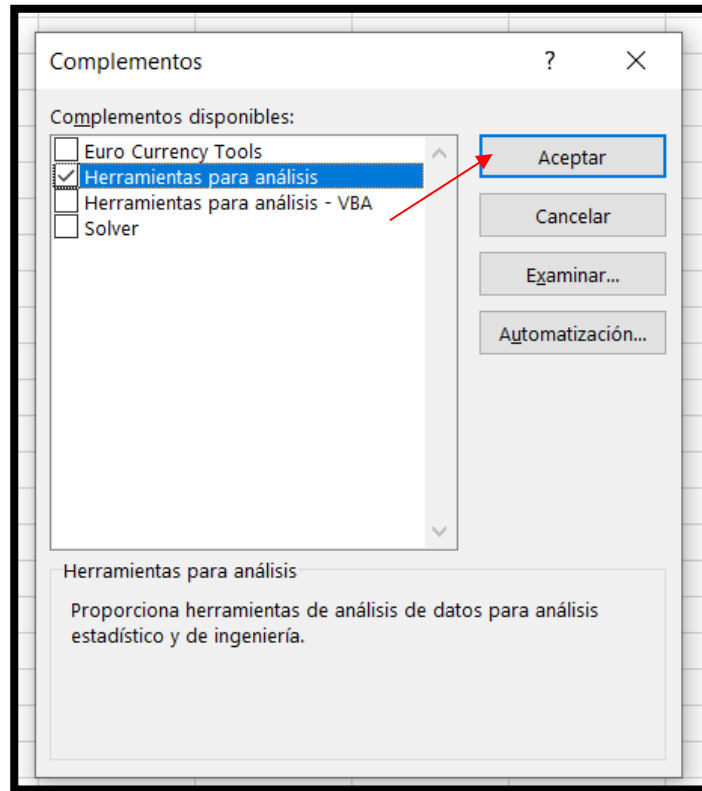 Complementos
?
Complementos disponibles:
Euro Currency Tools
Herramientas para análisis
Herramientas para análisis - VBA
Solver
Aceptar
Cancelar
Examinar...
Automatización...
Herramientas para análisis
Proporciona herramientas de análisis de datos para análisis
estadístico y de ingeniería.